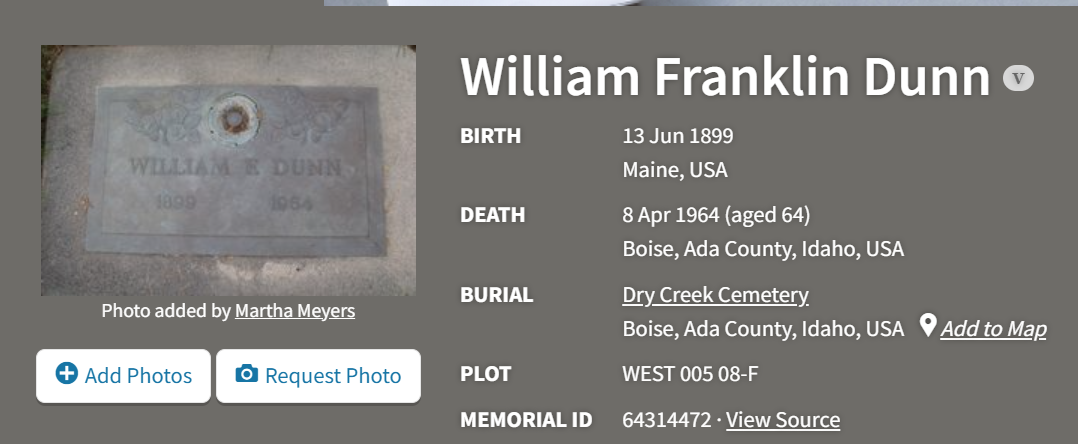 William Franklin Dunn V
BIRTH 13 Jun 1899
Maine, USA
DEATH 8 Apr 1964 (aged 64)
Boise, Ada County, Idaho, USA
BURIAL Dry Creek Cemetery
Boise, Ada County, Idaho, USA Add to Map
PLOT WEST 005 08-F
MEMORIAL ID 64314472 · View Source
WILLIAM F DUNN
1899 1964
Photo added by Martha Meyers
Add Photos Request Photo